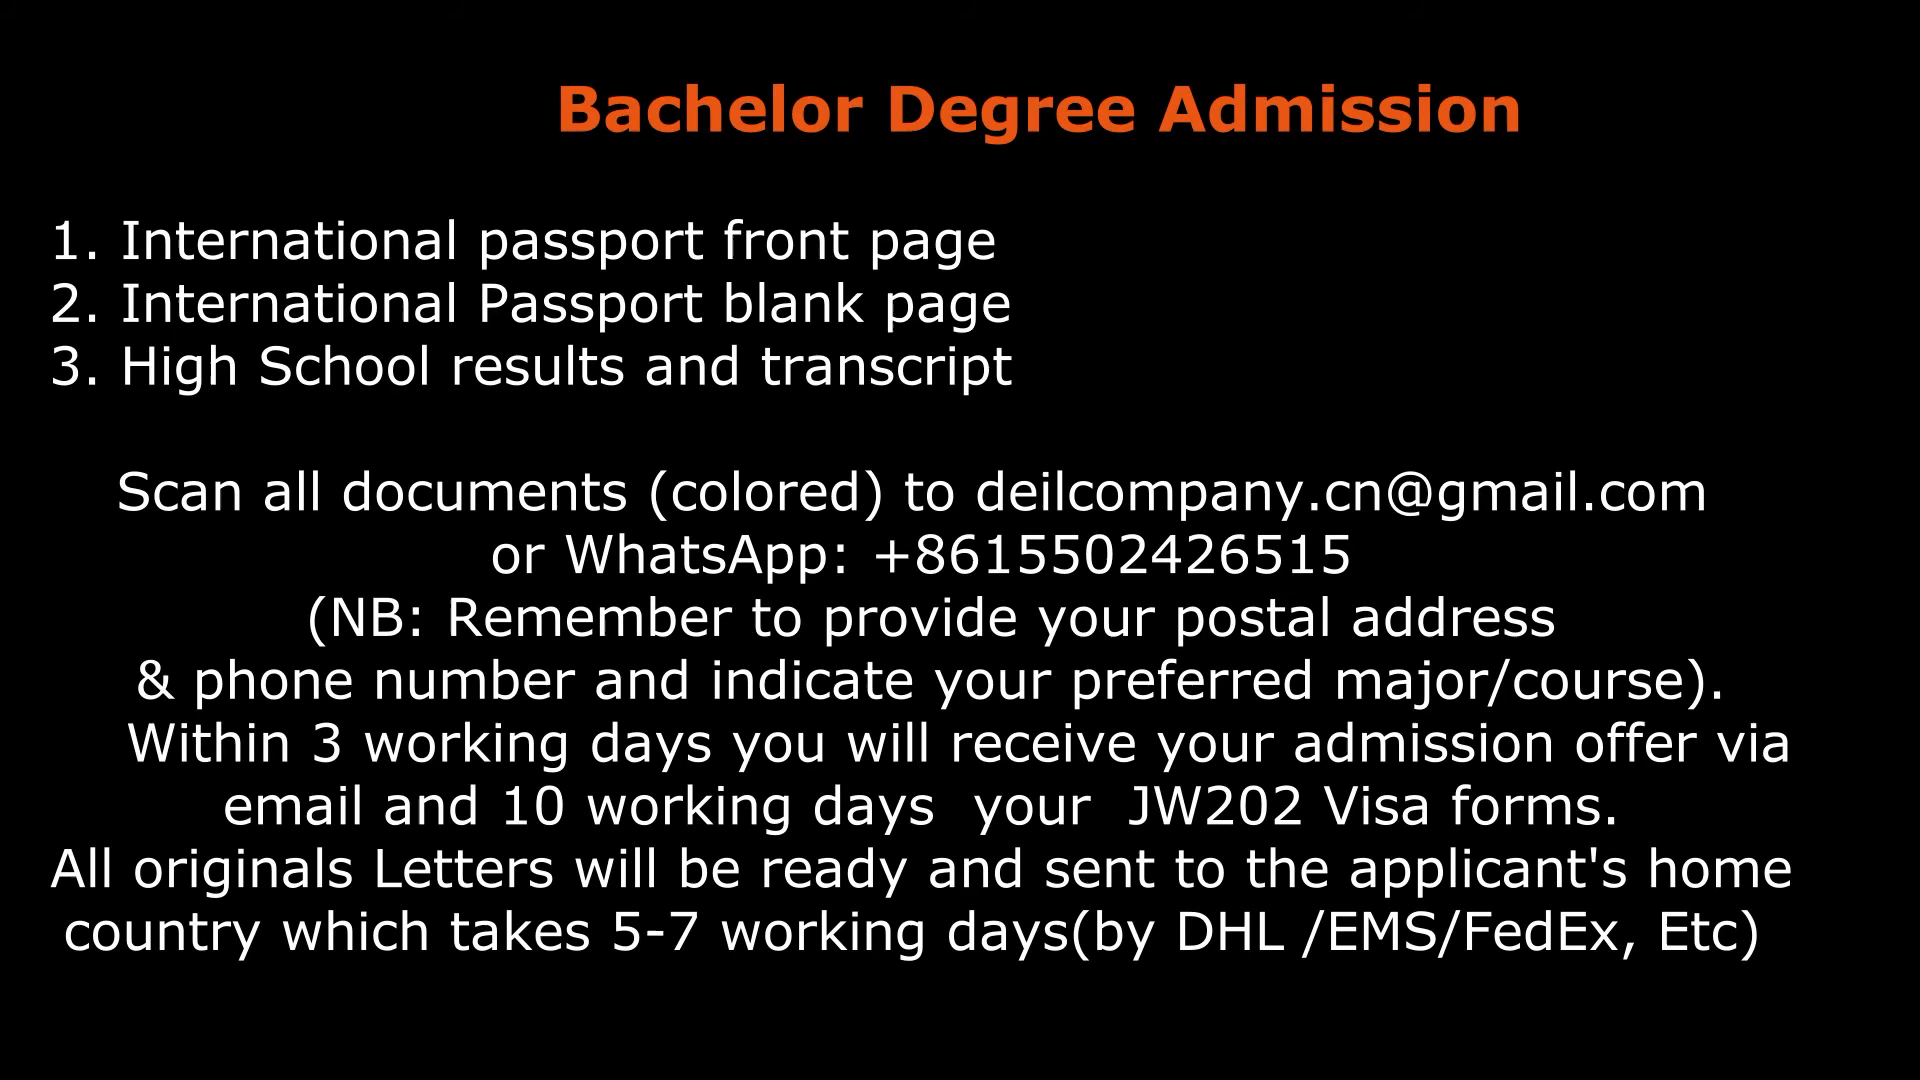 Bachelor Degree Admission
1. International passport front page
2. International Passport blank page
3. High School results and transcript
Scan all documents (colored) to deilcompany.cn@gmail.com
or WhatsApp: +8615502426515
(NB: Remember to provide your postal address
& phone number and indicate your preferred major/course).
Within 3 working days you will receive your admission offer via
email and 10 working days  your  JW202 Visa forms.
All originals Letters will be ready and sent to the applicant's home
country which takes 5-7 working days(by DHL /EMS/FedEx, Etc)